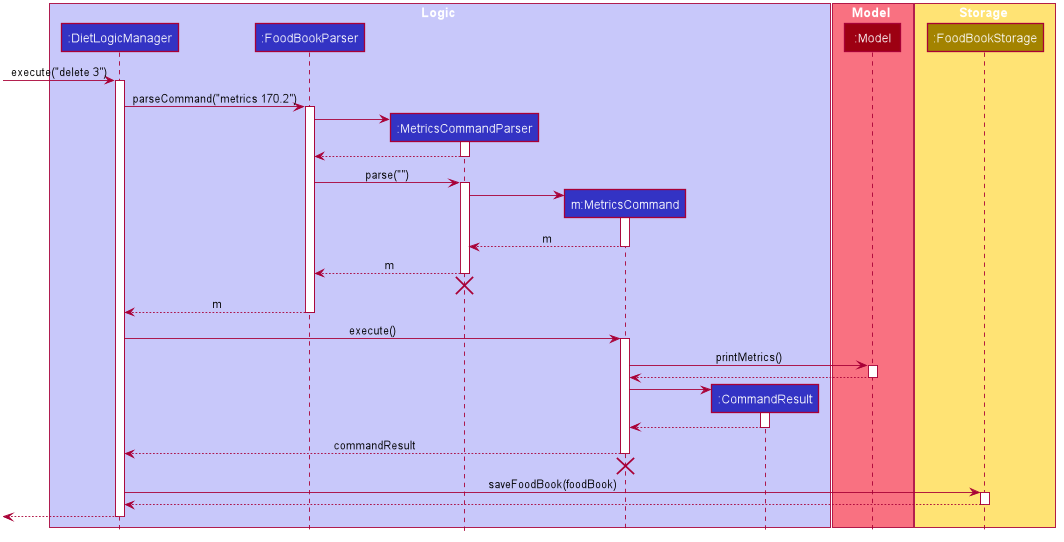 Logic
Model
Storage
:DietLogicManager
:FoodBookParser
:Model
:FoodBookStorage
execute("delete 3")
parseCommand("metrics 170.2")
:MetricsCommandParser
parse("")
m:MetricsCommand
m
m
m
execute()
printMetrics()
:CommandResult
commandResult
saveFoodBook(foodBook)